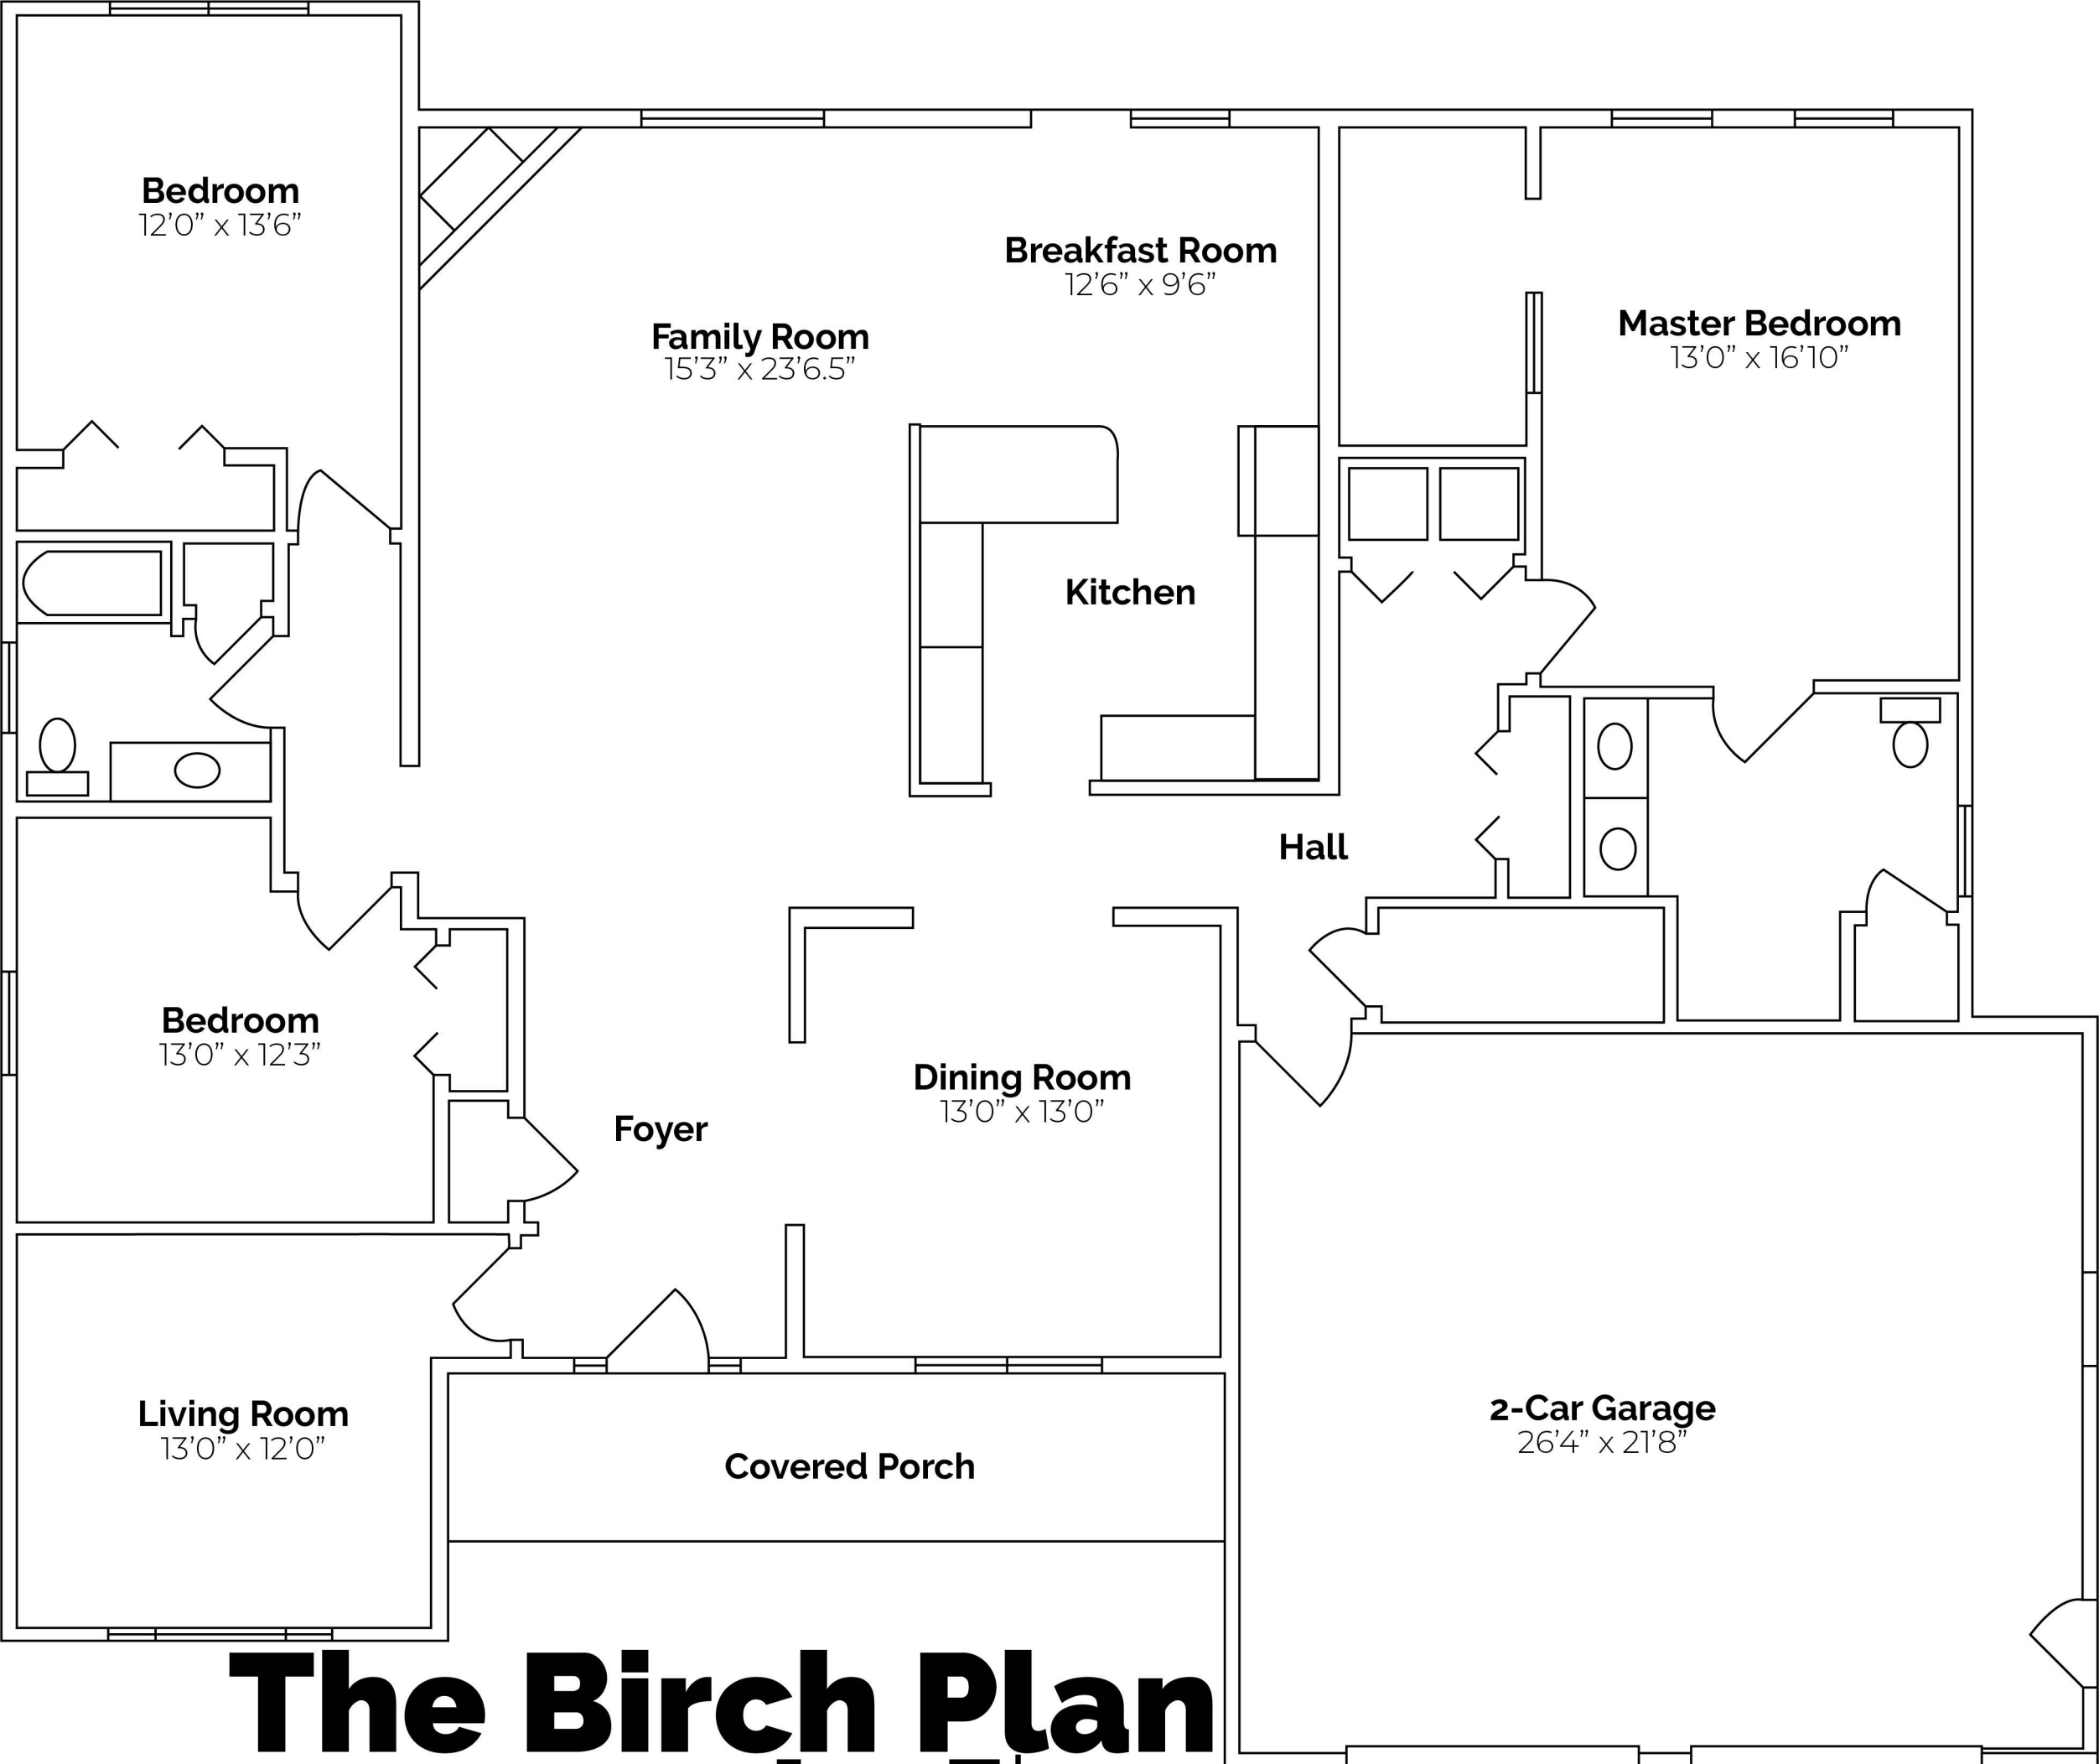 Bedroom
12’0” x 13’6”
Breakfast Room
12’6” x 9’6”
Family Room
15’3” x 23’6.5”
Master Bedroom
13’0” x 16’10”
Kitchen
Hall
Bedroom
13’0” x 12’3”
Foyer
Dining Room
13’0” x 13’0”
Living Room
13’0” x 12’0”
Covered Porch
2-Car Garage
26’4” x 21’8”
The Birch Plan